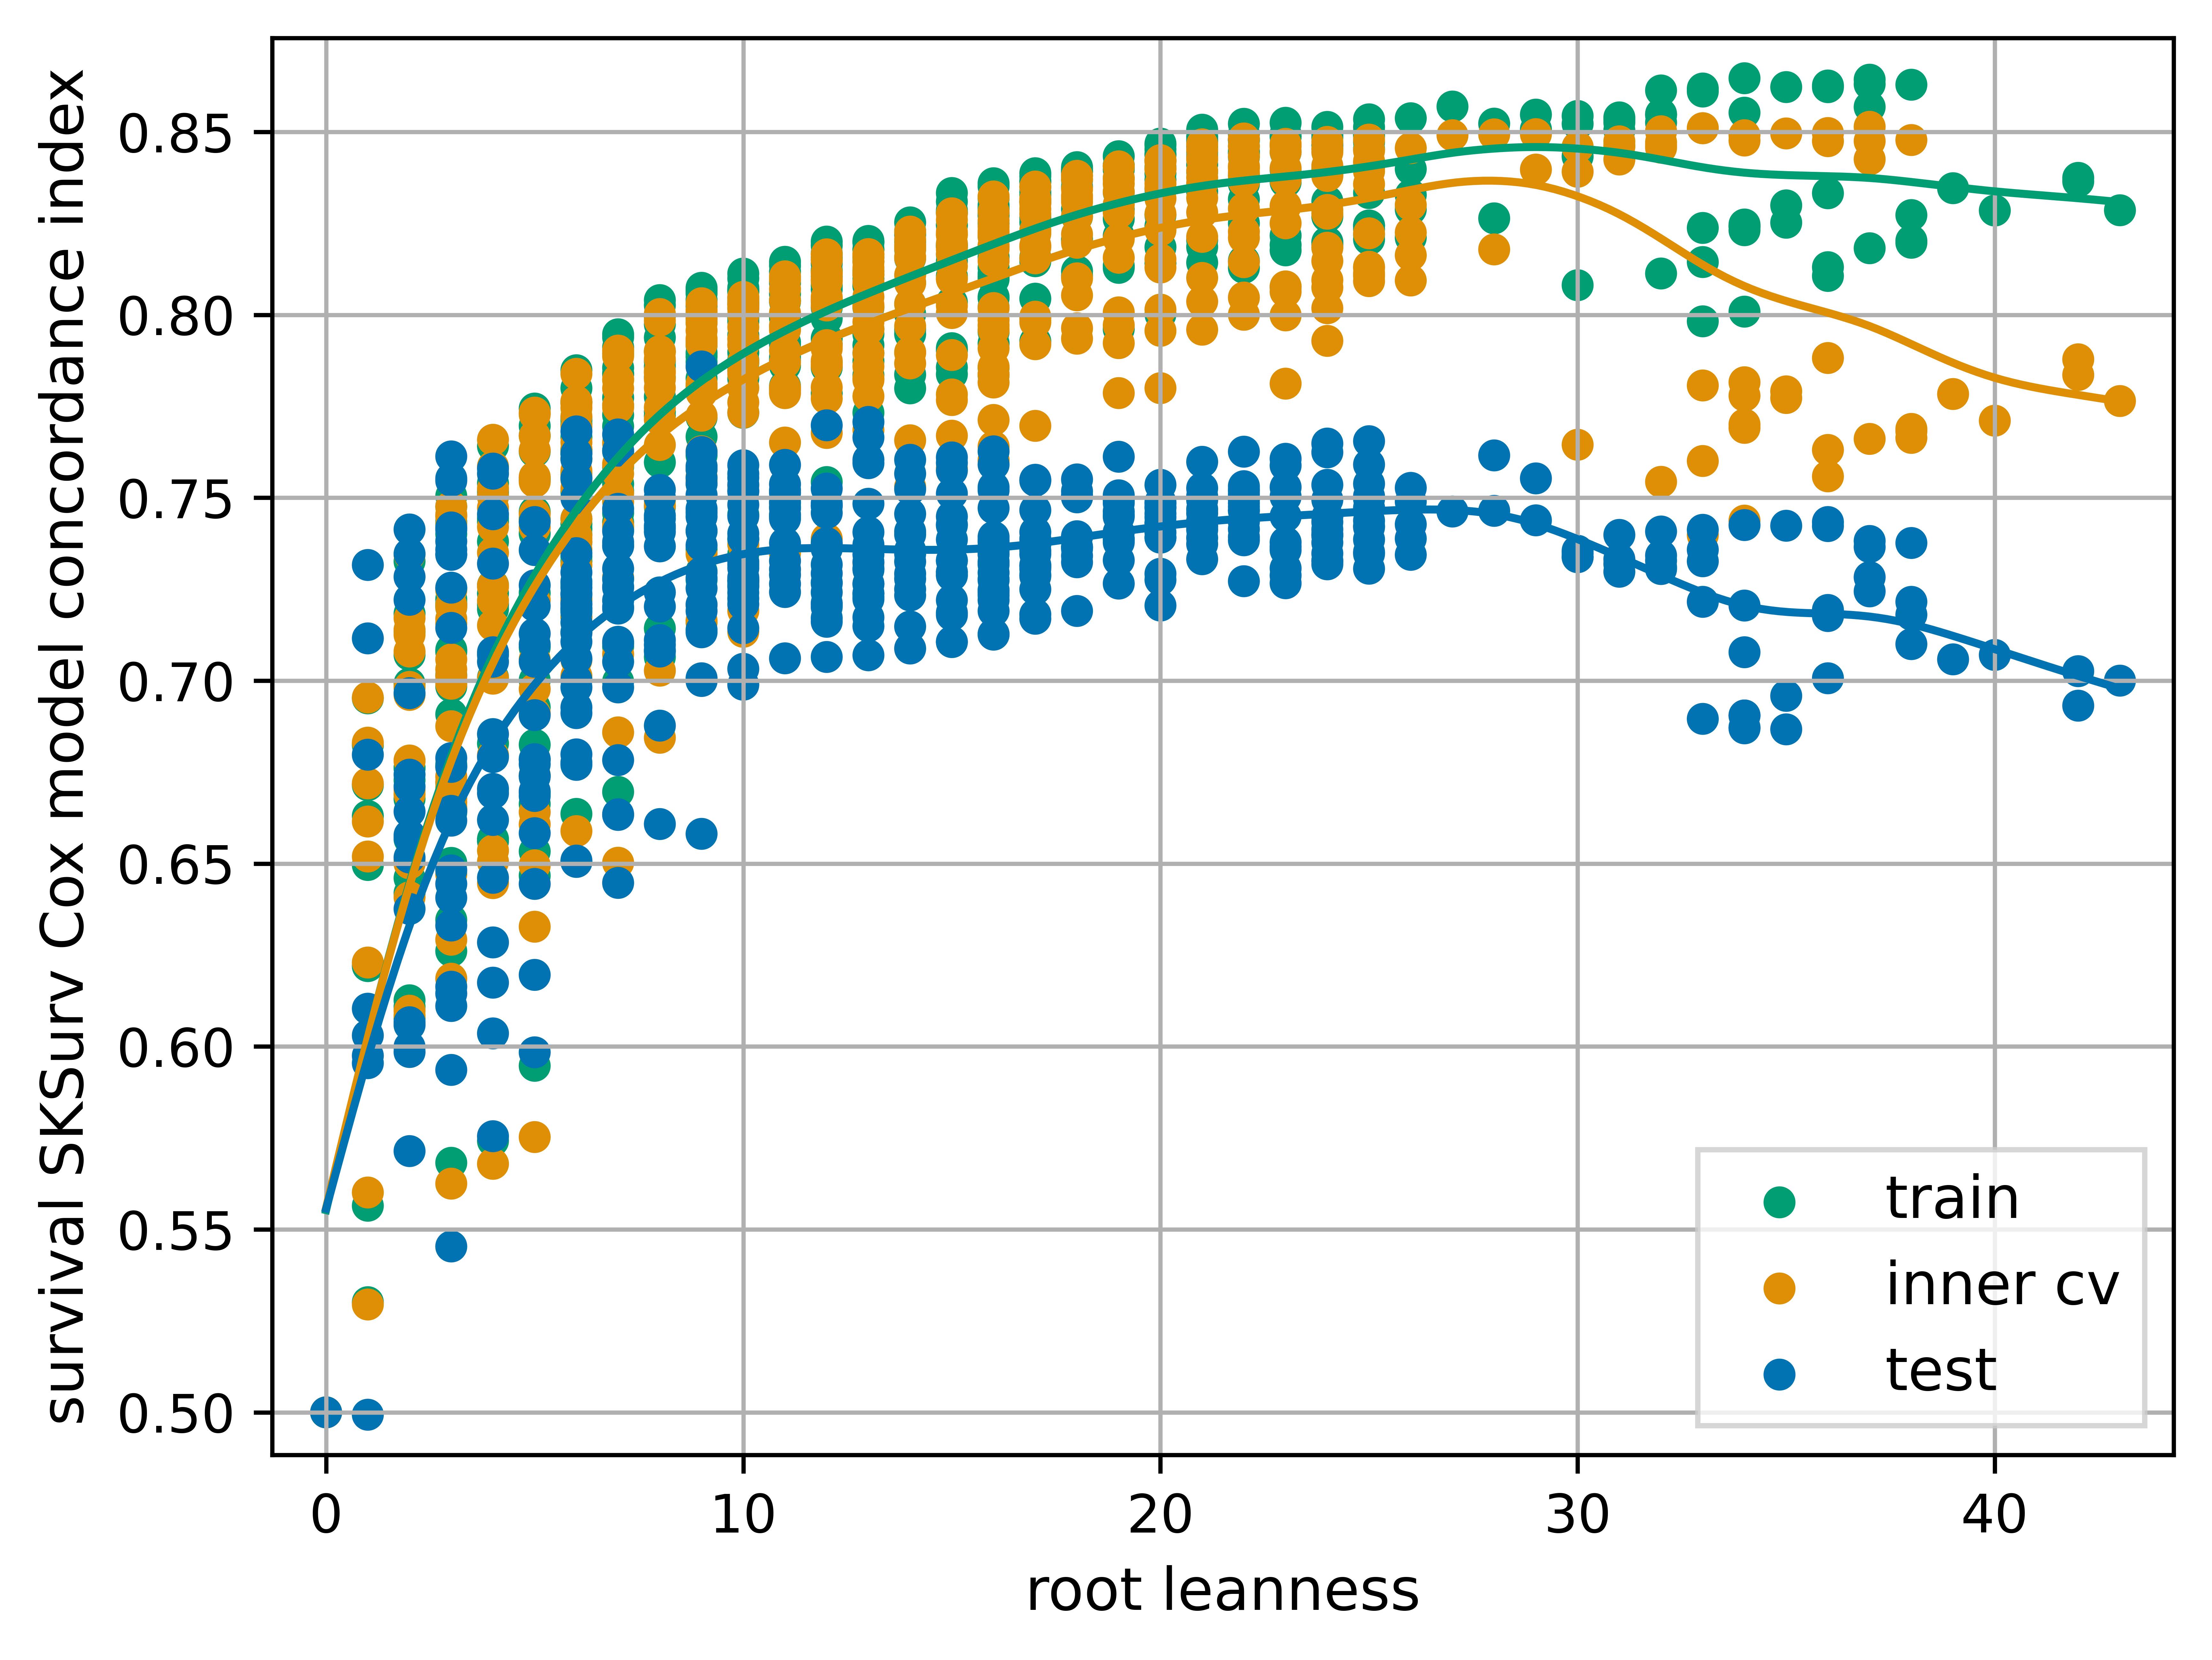 survival SKSurv Cox model concordance index
0.85
0.80
0.75
0.70
0.65
0.60
0.55
0.50
train
inner cv
test
0 10 20 30 40
root leanness